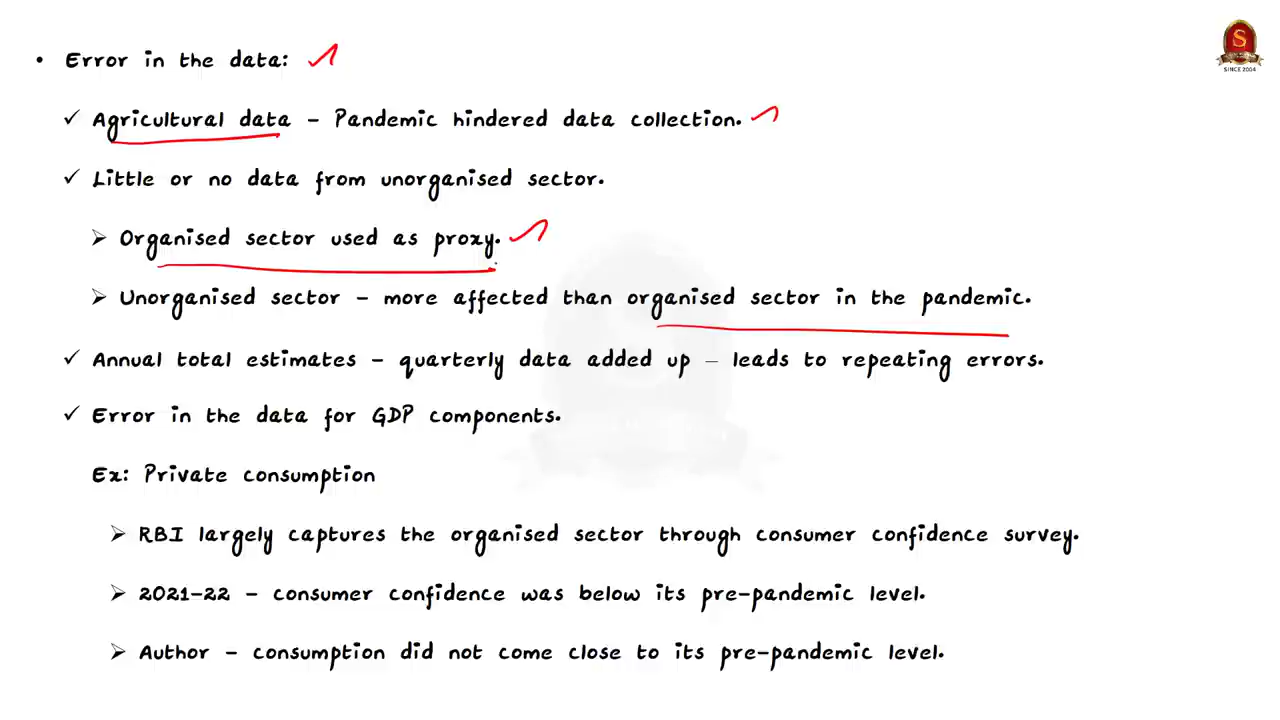 • Error in the data:
✓ Agricultural data – Pandemic hindered data collection.
✓ Little or no data from unorganised sector.
➢ Organised sector used as proxy.
➢ Unorganised sector – more affected than organised sector in the pandemic.
✓ Annual total estimates – quarterly data added up – leads to repeating errors.
✓ Error in the data for GDP components.
Ex: Private consumption
➢ RBI largely captures the organised sector through consumer confidence survey.
➢ 2021-22 – consumer confidence was below its pre-pandemic level.
➢ Author – consumption did not come close to its pre-pandemic level.
S
SINCE 2004